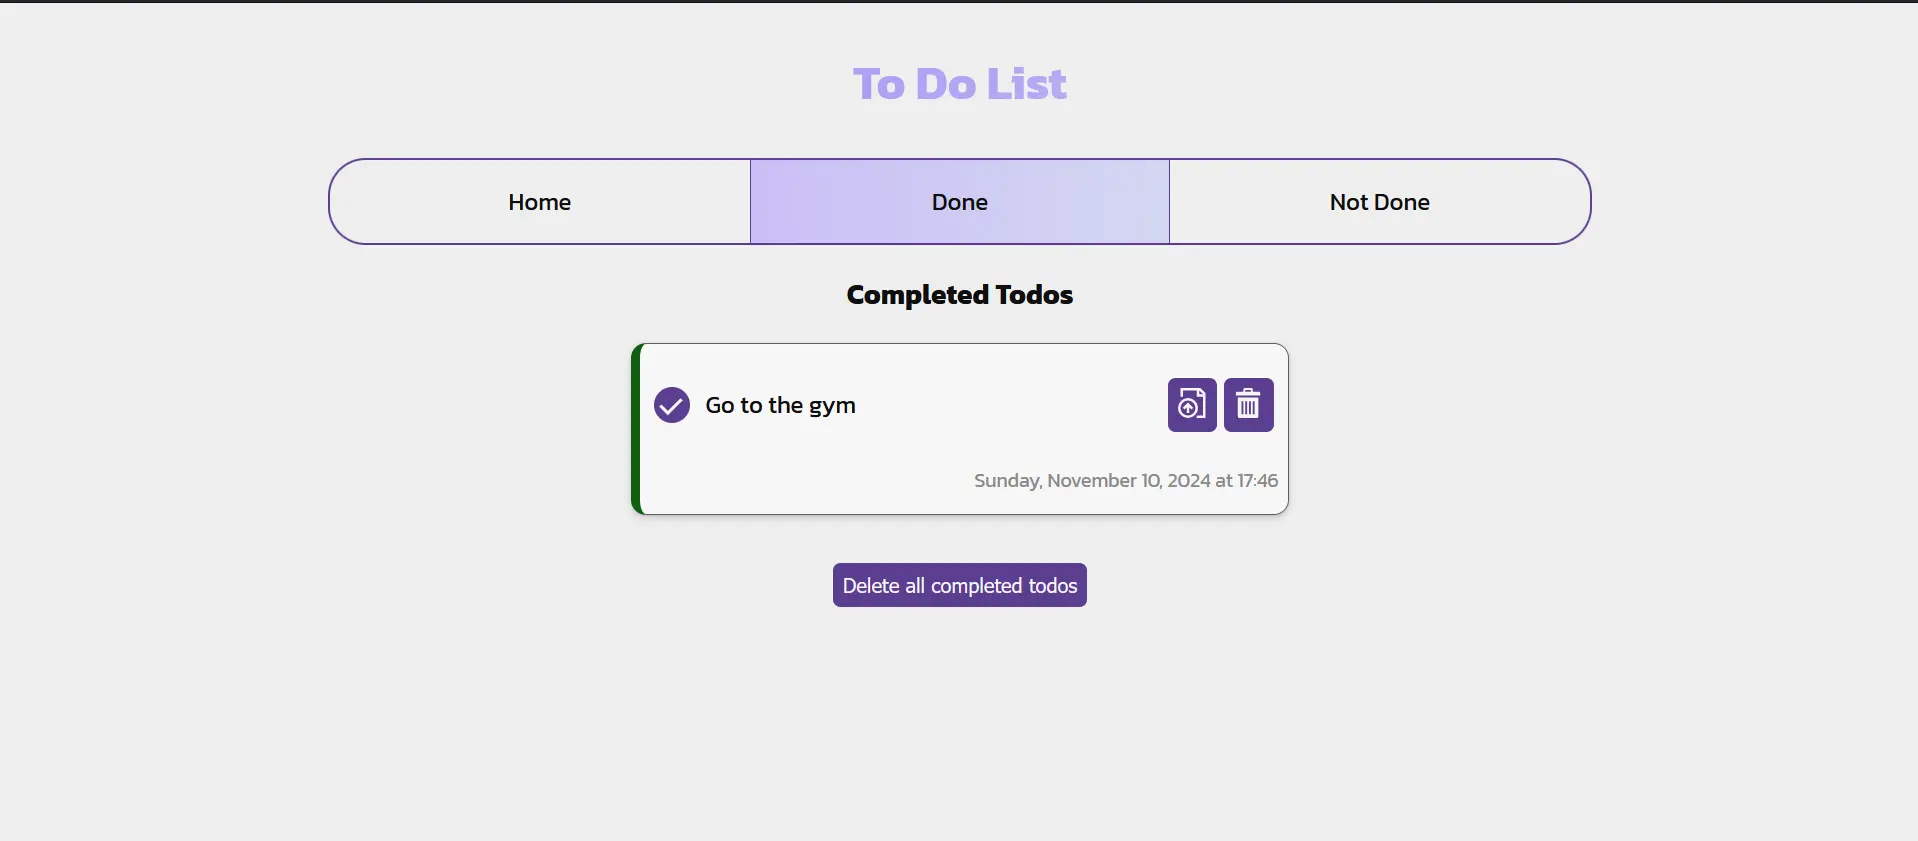 To Do List
Home
Done
Not Done
Completed Todos
Go to the gym
Sunday, November 10, 2024 at 17:46
Delete all completed todos